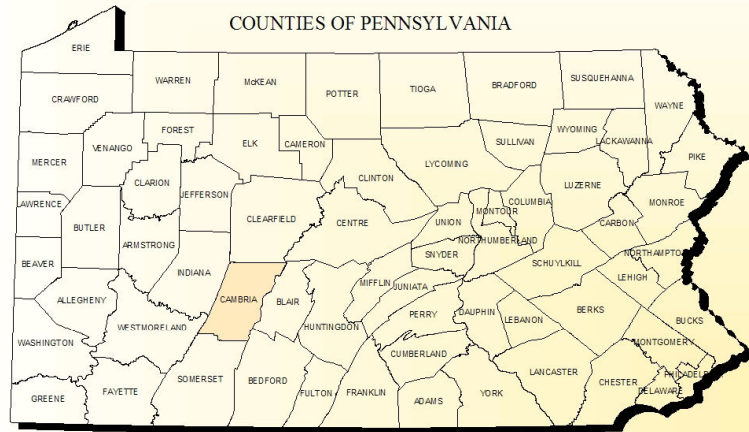 COUNTIES OF PENNSYLVANIA
ERIE
CRAWFORD
WARREN
McKEAN
POTTER
TIOGA
BRADFORD
SUSQUEHANNA
WAYNE
FOREST
VENANGO
MERCER
ELK
CAMERON
SULLIVAN
WYOMING
LACKAWANNA
PIKE
CLARION
JEFFERSON
CLINTON
LYCOMING
LUZERNE
MONROE
LAWRENCE
BUTLER
CLEARFIELD
CENTRE
UNION
MONTOUR
COLUMBIA
CARBON
ARMSTRONG
NORTHUMBERLAND
SNYDER
NORTHAMPTON
BEAVER
INDIANA
SCHUYLKILL
LEHIGH
ALLEGHENY
CAMBRIA
BLAIR
HUNTINGDON
MIFFLIN
JUNIATA
WESTMORELAND
PERRY
DAUPHIN
LEBANON
BERKS
BUCKS
WASHINGTON
CUMBERLAND
MONTGOMERY
SOMERSET
BEDFORD
FULTON
FRANKLIN
ADAMS
YORK
LANCASTER
CHESTER
PHILADELP
DELAWARE
GREENE
FAYETTE